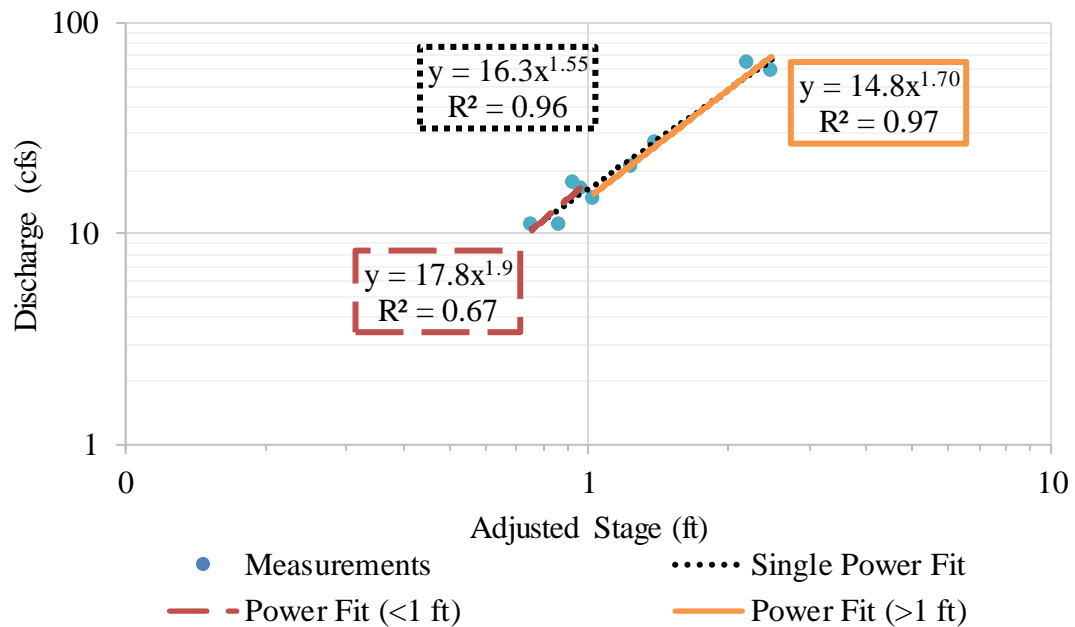 100
10
1
0
1
10
Discharge (cfs)
Adjusted Stage (ft)
y = 16.3x^1.55
R² = 0.96
y = 14.8x^1.70
R² = 0.97
y = 17.8x^1.9
R² = 0.67
Measurements
Single Power Fit
Power Fit (<1 ft)
Power Fit (>1 ft)